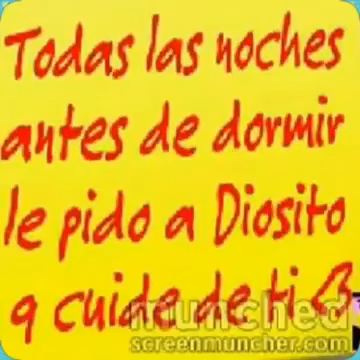 Todas las noches
antes de dormir
le pido a Diosito
q cuide de ti <3
munched
screenmuncher.com